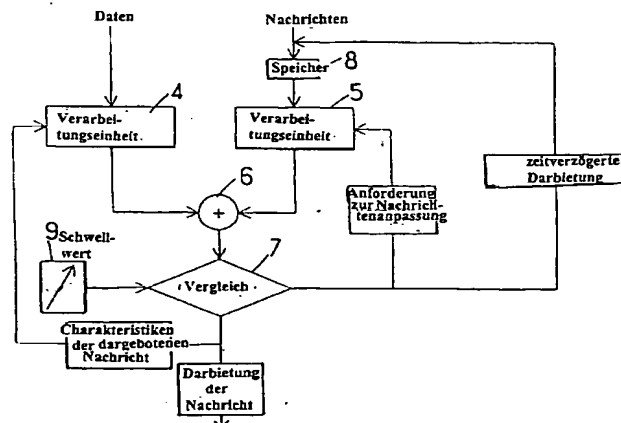 Daten
Nachrichten
Speicher
8
4
5
Verarbei-
tungseinheit.
Verarbei-
tungseinheit
6
+
zeitverzögerte
Darbietung
Anforderung
zur Nachrich-
tenanpassung
9
Schwell-
wert
7
Vergleich
Charakteristiken
der dargebotenen
Nachricht
Darbietung
der
Nachricht